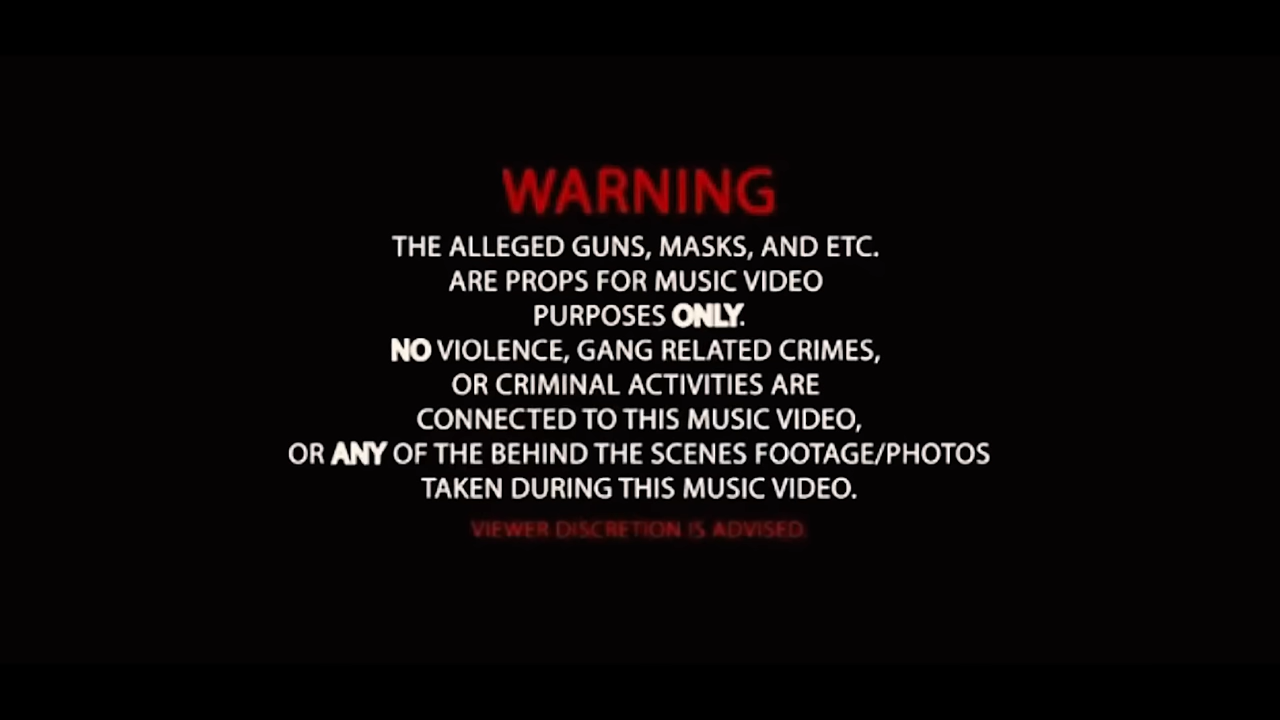 WARNING
THE ALLEGED GUNS, MASKS, AND ETC.
ARE PROPS FOR MUSIC VIDEO
PURPOSES ONLY.
NO VIOLENCE, GANG RELATED CRIMES,
OR CRIMINAL ACTIVITIES ARE
CONNECTED TO THIS MUSIC VIDEO,
OR ANY OF THE BEHIND THE SCENES FOOTAGE/PHOTOS
TAKEN DURING THIS MUSIC VIDEO.
VIEWER DISCRETION IS ADVISED.